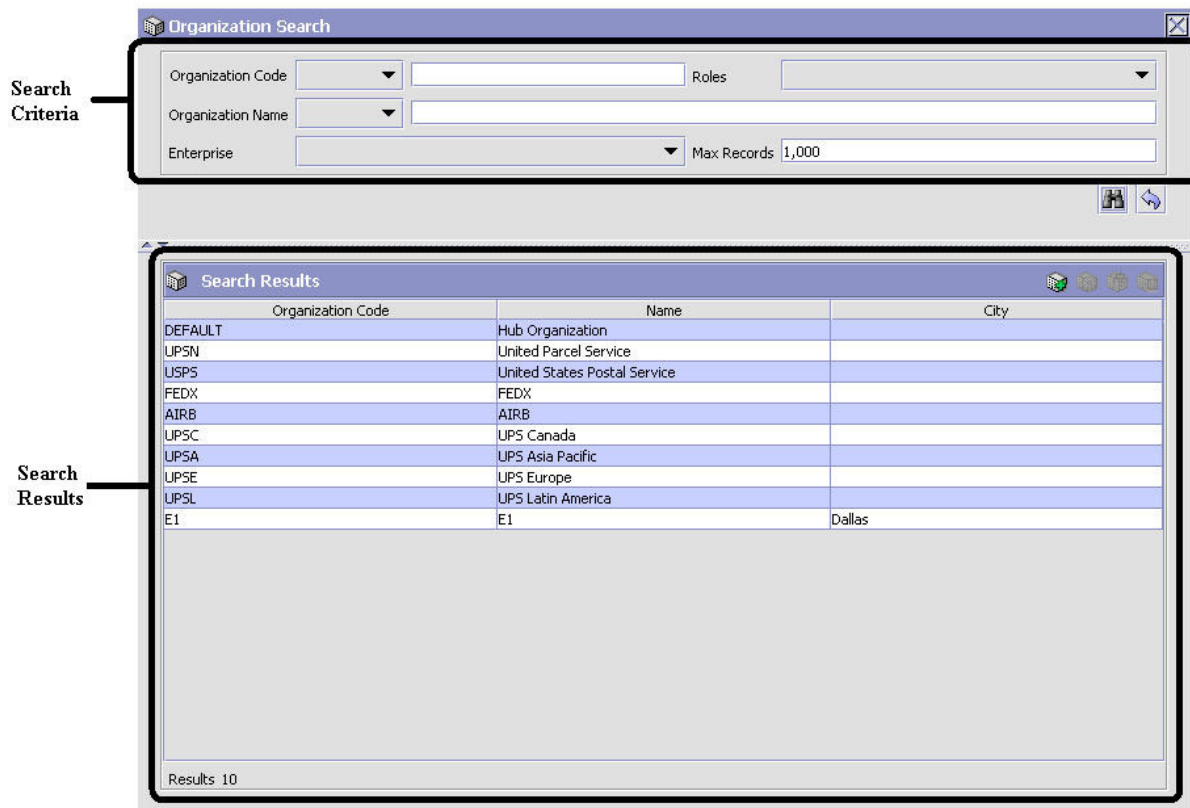 Organization Search
Search
Criteria
Organization Code
Roles
Organization Name
Enterprise
Max Records 1,000
Search Results
Organization Code Name City
DEFAULT Hub Organization
UPSN United Parcel Service
USPS United States Postal Service
FEDX FEDX
AIRB AIRB
UPSC UPS Canada
UPSA UPS Asia Pacific
UPSE UPS Europe
UPSL UPS Latin America
E1 E1 Dallas
Search
Results
Results 10